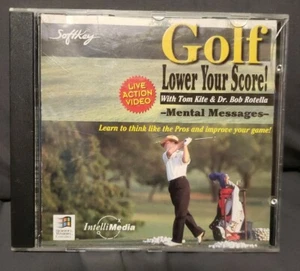 SoftKey
Golf
Lower Your Score!
With Tom Kite & Dr. Bob Rotella
~Mental Messages~
LIVE
ACTION
VIDEO
Learn to think like the Pros and improve your game!
IntelliMedia